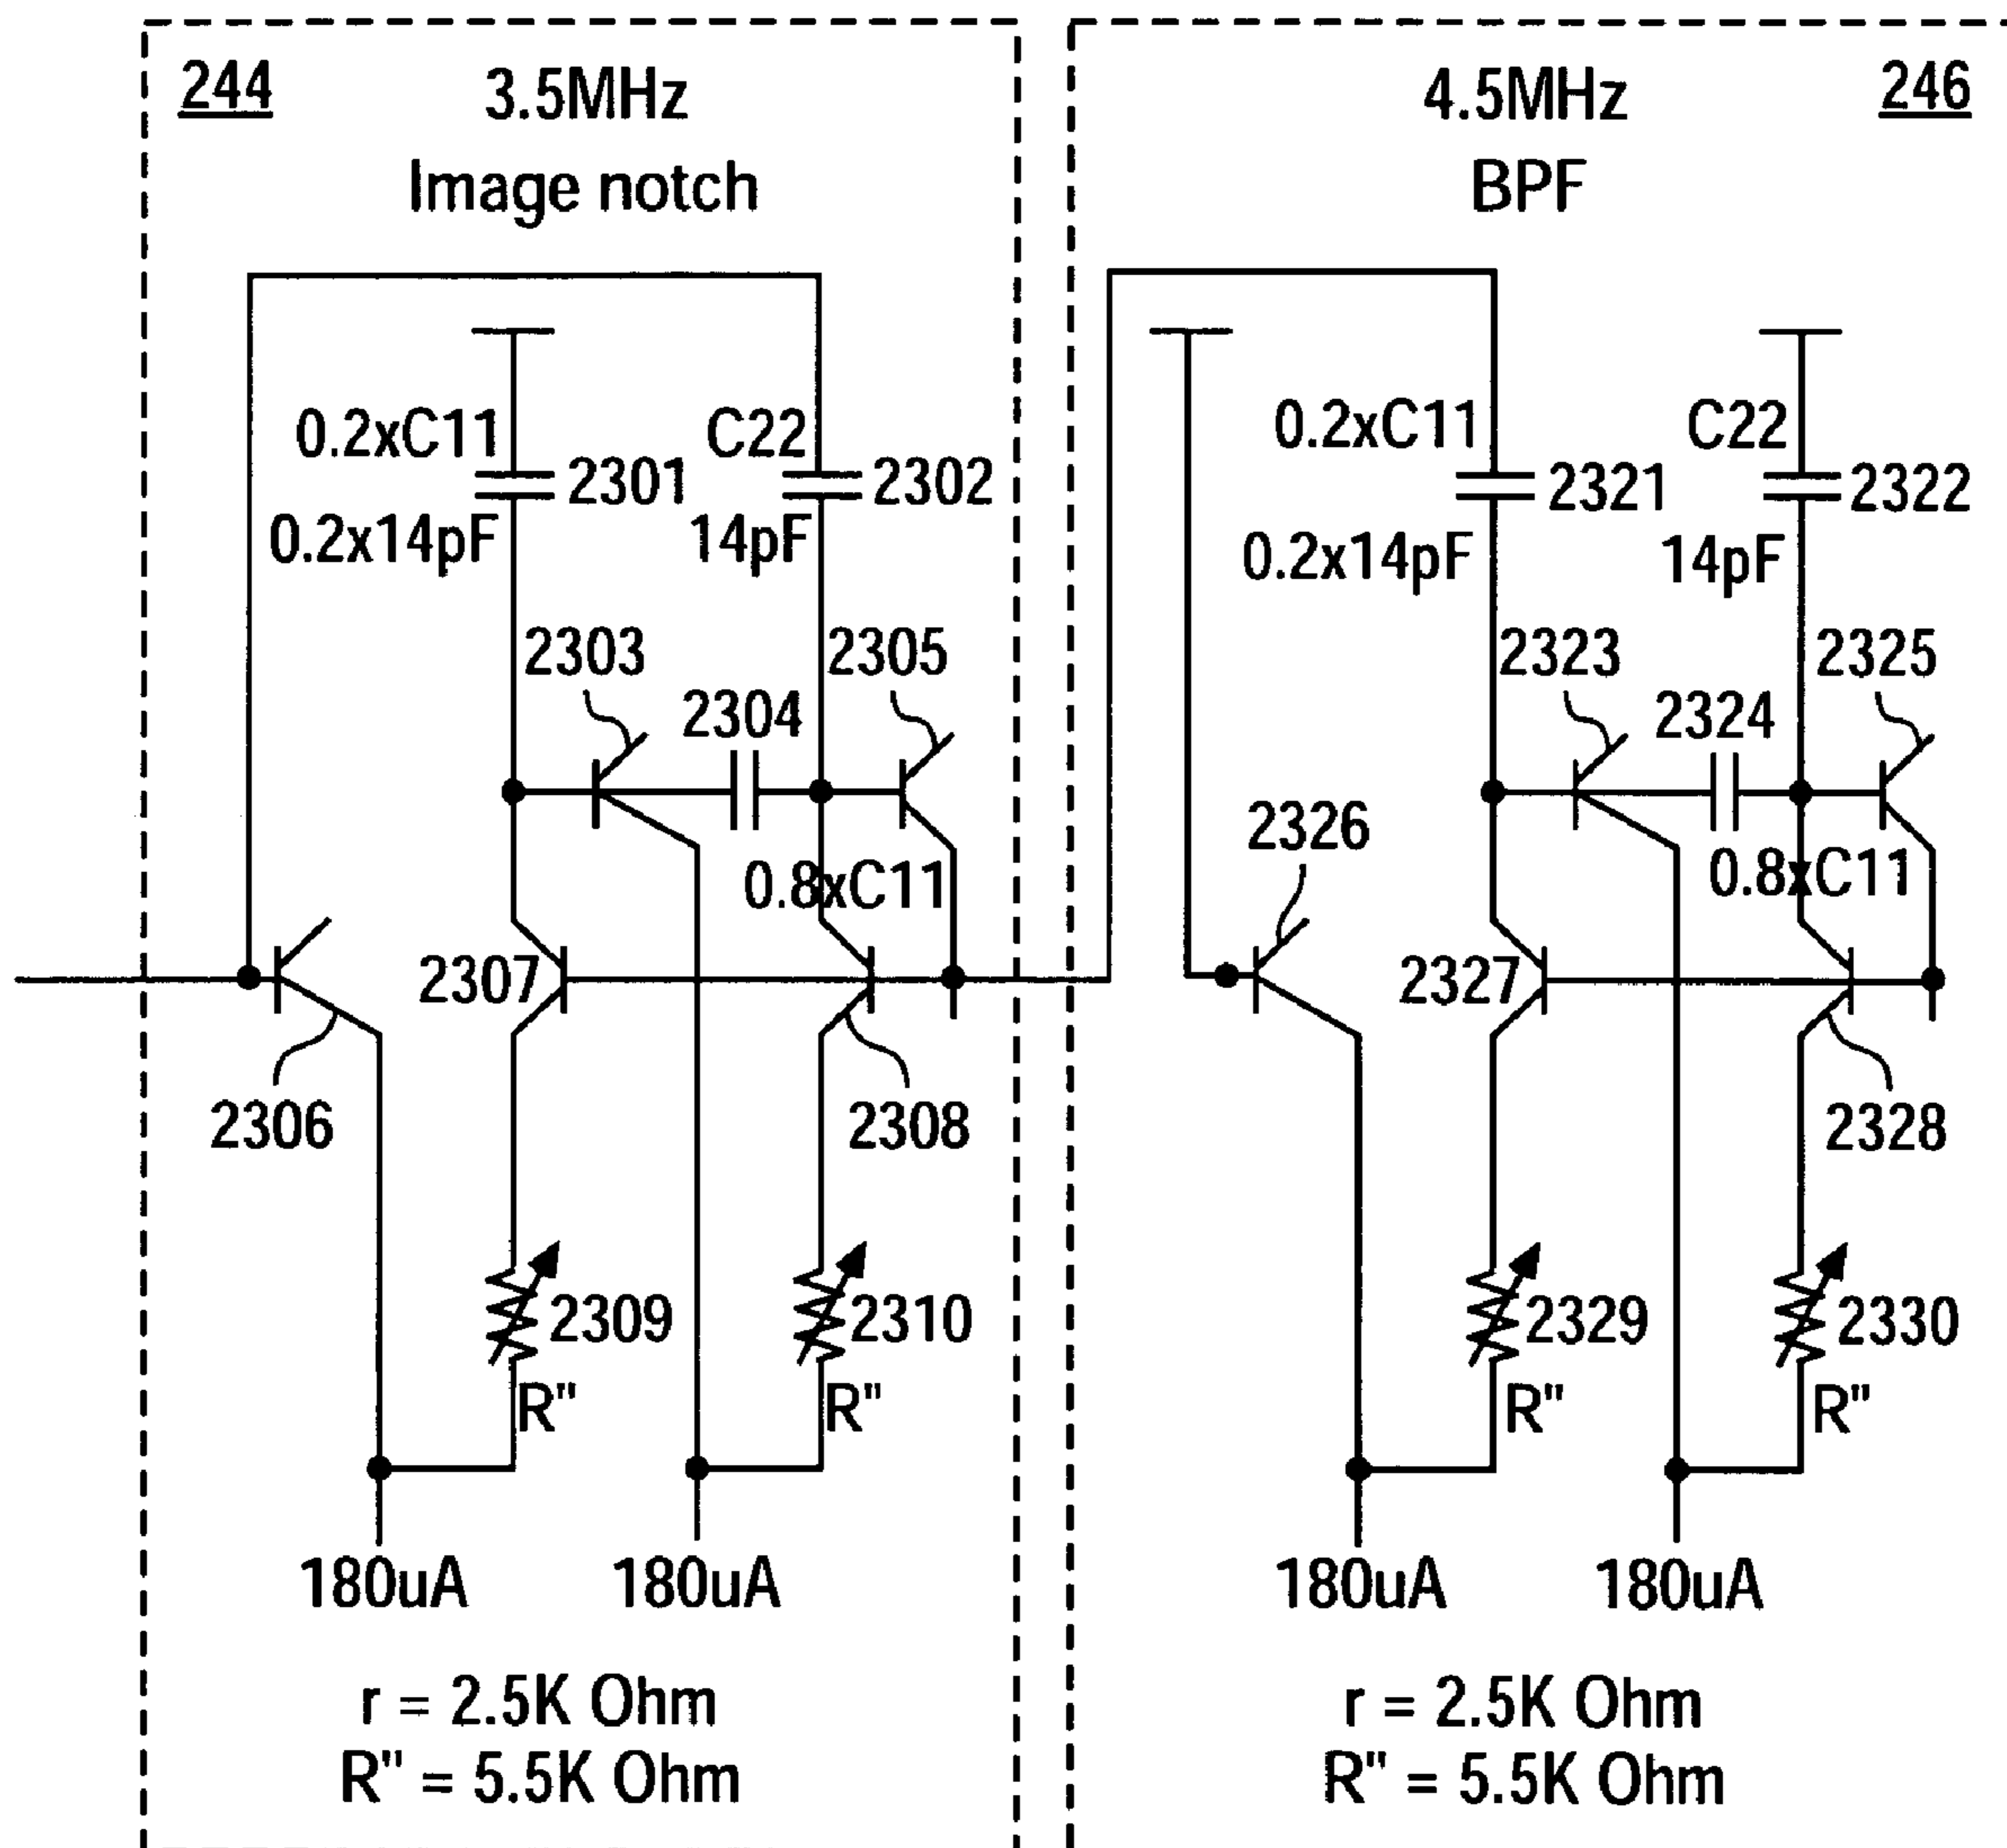 244
3.5MHz
Image notch
0.2xC11
2301
0.2x14pF
C22
2302
14pF
2303
2304
2305
0.8xC11
2306
2307
2308
2309
R"
2310
R"
180uA
180uA
r = 2.5K Ohm
R" = 5.5K Ohm
4.5MHz
BPF
246
0.2xC11
2321
0.2x14pF
C22
2322
14pF
2323
2324
2325
0.8xC11
2326
2327
2328
2329
R"
2330
R"
180uA
180uA
r = 2.5K Ohm
R" = 5.5K Ohm